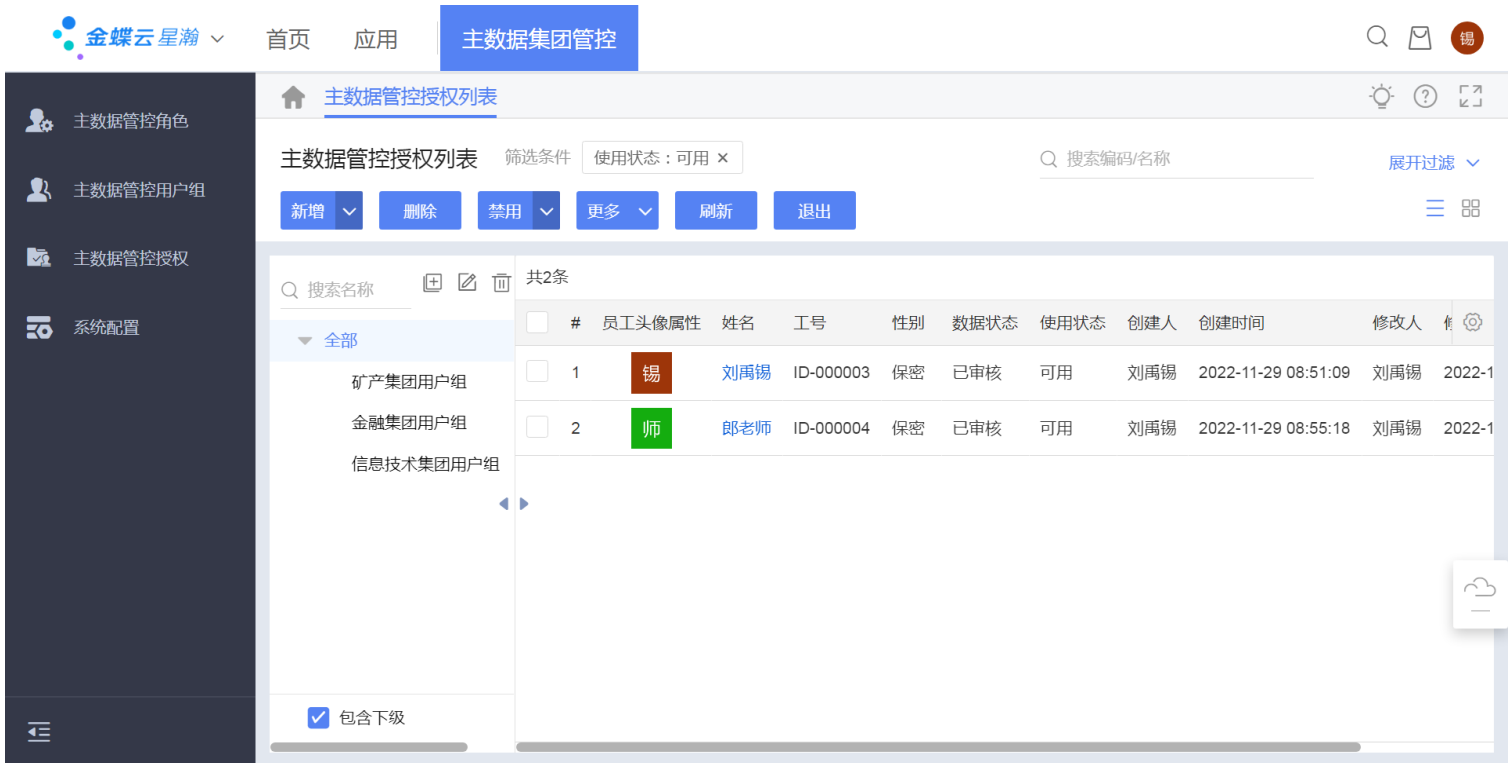 金蝶云 星瀚 首页 应用 主数据集团管控 锡
主数据管控角色
主数据管控用户组
主数据管控授权
系统配置
主数据管控授权列表
主数据管控授权列表 筛选条件 使用状态：可用 × 搜索编码/名称 展开过滤
新增 删除 禁用 更多 刷新 退出
搜索名称
全部
矿产集团用户组
金融集团用户组
信息技术集团用户组
包含下级
共2条
# 员工头像属性 姓名 工号 性别 数据状态 使用状态 创建人 创建时间 修改人
1 锡 刘禹锡 ID-000003 保密 已审核 可用 刘禹锡 2022-11-29 08:51:09 刘禹锡 2022-1
2 师 郎老师 ID-000004 保密 已审核 可用 刘禹锡 2022-11-29 08:55:18 刘禹锡 2022-1